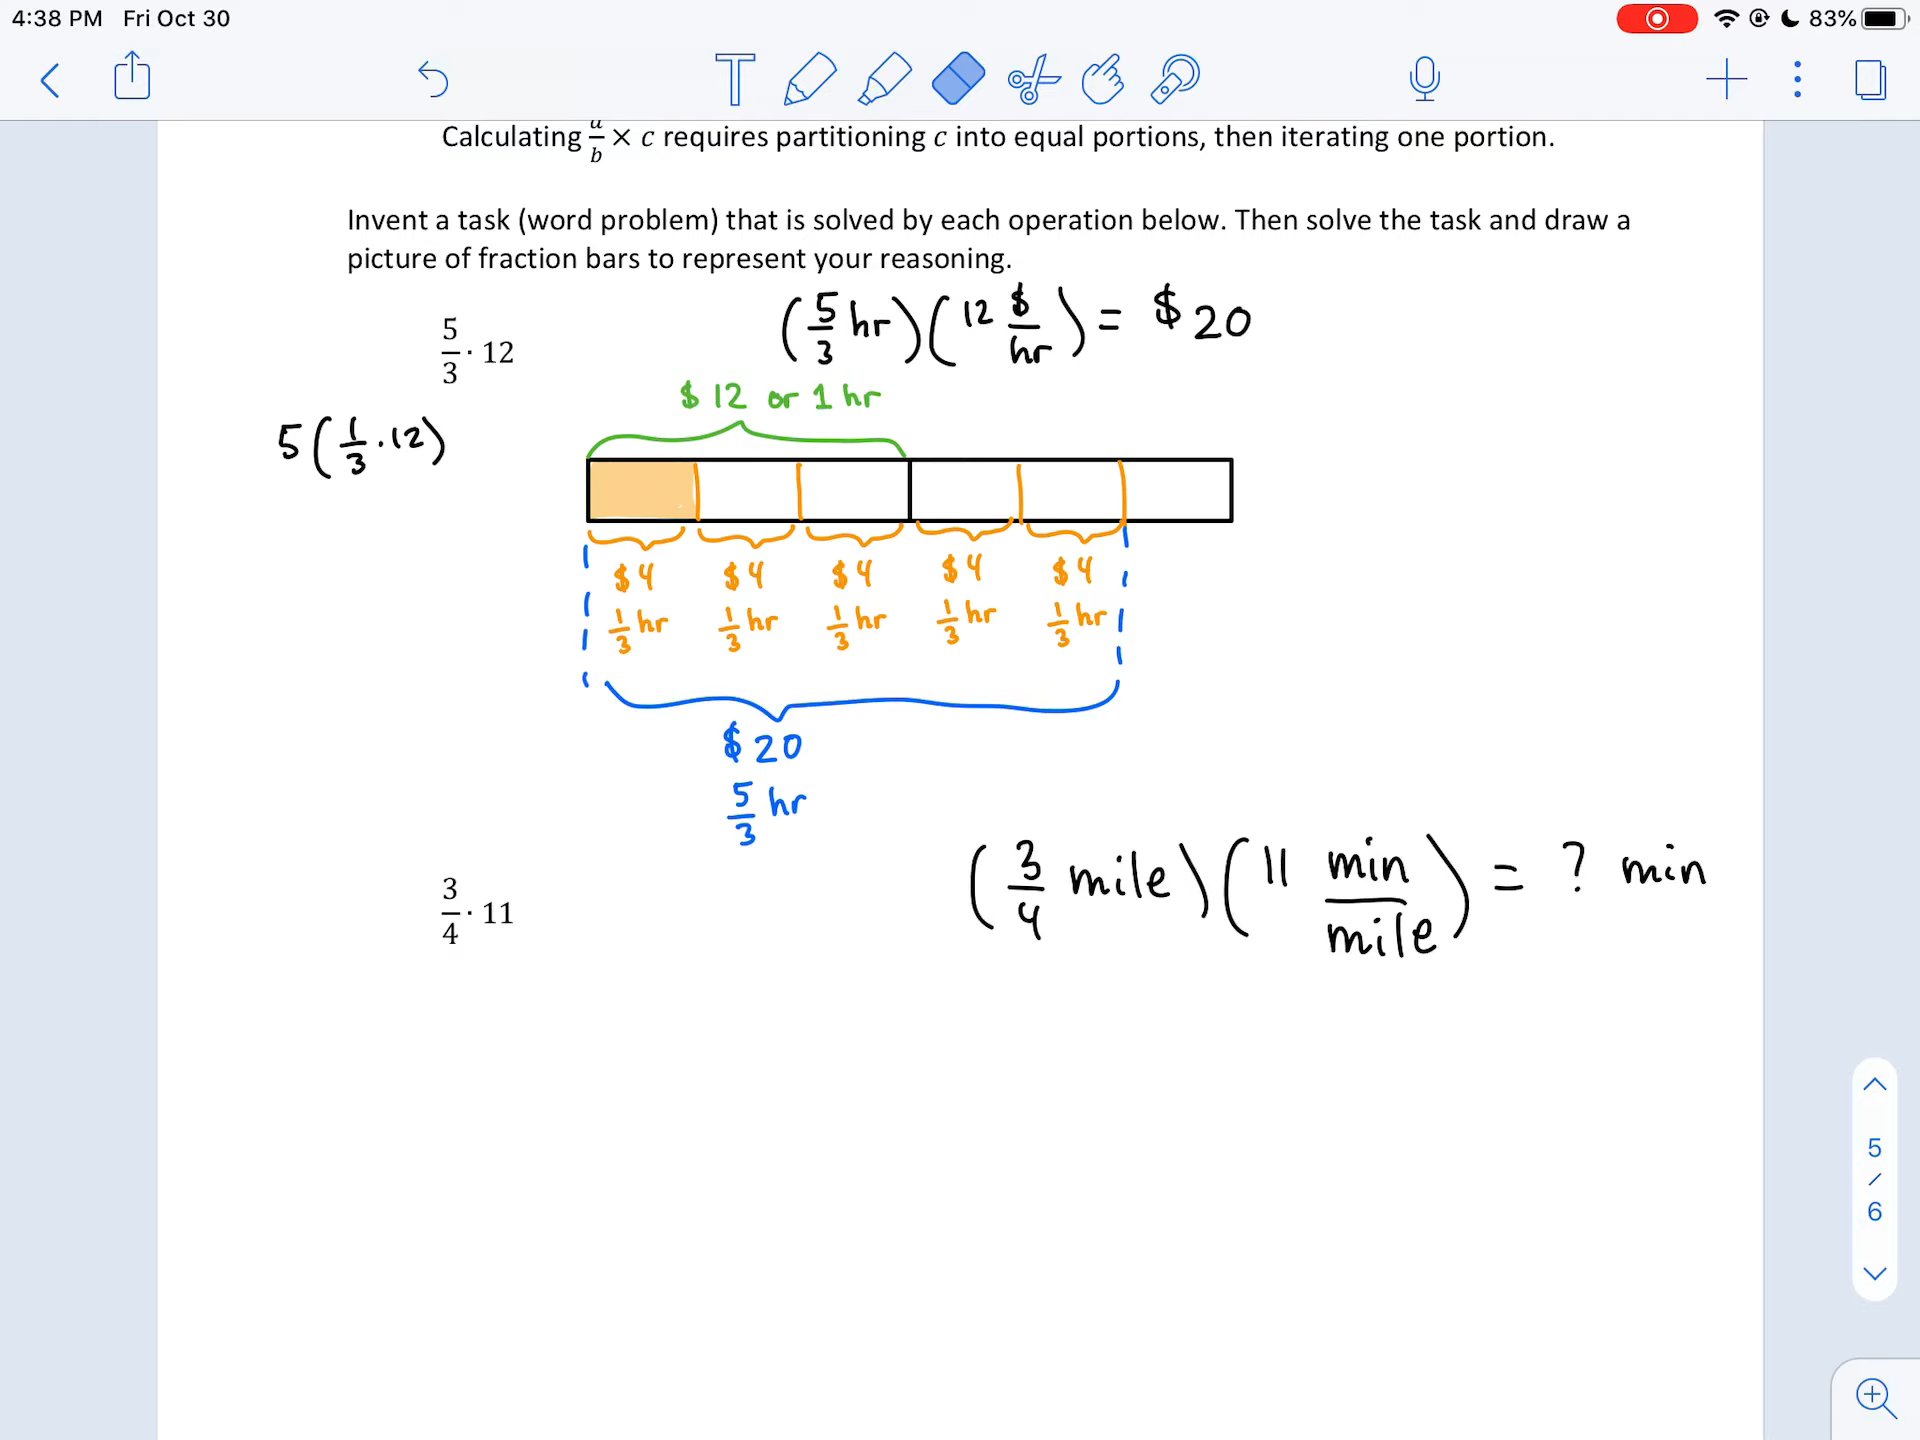 4:38 PM Fri Oct 30
83%
Calculating a/b × c requires partitioning c into equal portions, then iterating one portion.
Invent a task (word problem) that is solved by each operation below. Then solve the task and draw a
picture of fraction bars to represent your reasoning.
5/3 · 12
(5/3 hr)(12 $/hr) = $20
$12 or 1 hr
5(1/3 · 12)
$4 $4 $4 $4 $4
1/3 hr 1/3 hr 1/3 hr 1/3 hr 1/3 hr
$20
5/3 hr
3/4 · 11
(3/4 mile)(11 min/mile) = ? min
5
/
6